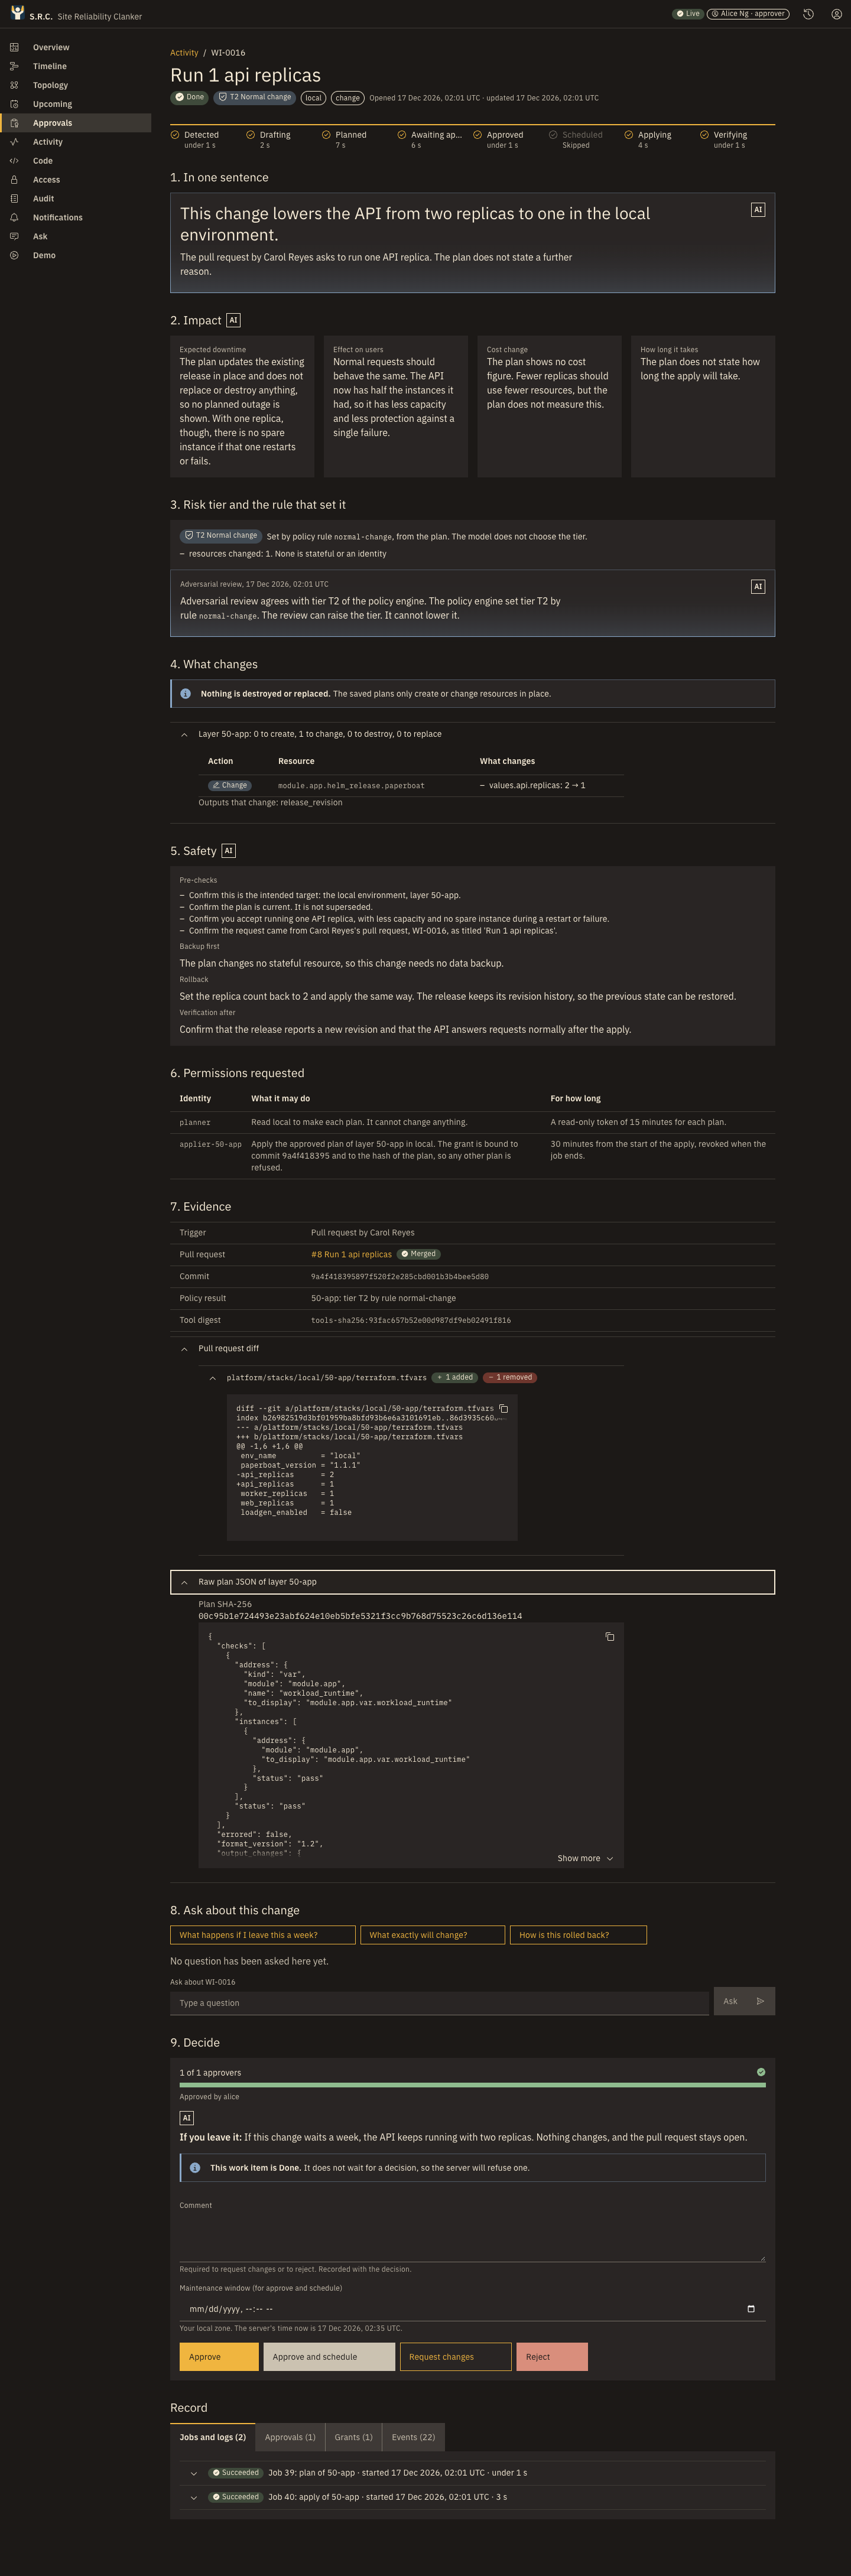 S.R.C. Site Reliability Clanker
Live
Alice Ng · approver
Overview
Timeline
Topology
Upcoming
Approvals
Activity
Code
Access
Audit
Notifications
Ask
Demo
Activity / WI-0016
Run 1 api replicas
Done
T2 Normal change
local
change
Opened 17 Dec 2026, 02:01 UTC · updated 17 Dec 2026, 02:01 UTC
Detected
under 1 s
Drafting
2 s
Planned
7 s
Awaiting ap...
6 s
Approved
under 1 s
Scheduled
Skipped
Applying
4 s
Verifying
under 1 s
1. In one sentence
This change lowers the API from two replicas to one in the local
environment.
AI
The pull request by Carol Reyes asks to run one API replica. The plan does not state a further
reason.
2. Impact AI
Expected downtime
The plan updates the existing
release in place and does not
replace or destroy anything,
so no planned outage is
shown. With one replica,
though, there is no spare
instance if that one restarts
or fails.
Effect on users
Normal requests should
behave the same. The API
now has half the instances it
had, so it has less capacity
and less protection against a
single failure.
Cost change
The plan shows no cost
figure. Fewer replicas should
use fewer resources, but the
plan does not measure this.
How long it takes
The plan does not state how
long the apply will take.
3. Risk tier and the rule that set it
T2 Normal change Set by policy rule normal-change, from the plan. The model does not choose the tier.
– resources changed: 1. None is stateful or an identity
Adversarial review, 17 Dec 2026, 02:01 UTC
AI
Adversarial review agrees with tier T2 of the policy engine. The policy engine set tier T2 by
rule normal-change. The review can raise the tier. It cannot lower it.
4. What changes
Nothing is destroyed or replaced. The saved plans only create or change resources in place.
Layer 50-app: 0 to create, 1 to change, 0 to destroy, 0 to replace
Action Resource What changes
Change module.app.helm_release.paperboat – values.api.replicas: 2 → 1
Outputs that change: release_revision
5. Safety AI
Pre-checks
– Confirm this is the intended target: the local environment, layer 50-app.
– Confirm the plan is current. It is not superseded.
– Confirm you accept running one API replica, with less capacity and no spare instance during a restart or failure.
– Confirm the request came from Carol Reyes's pull request, WI-0016, as titled 'Run 1 api replicas'.
Backup first
The plan changes no stateful resource, so this change needs no data backup.
Rollback
Set the replica count back to 2 and apply the same way. The release keeps its revision history, so the previous state can be restored.
Verification after
Confirm that the release reports a new revision and that the API answers requests normally after the apply.
6. Permissions requested
Identity What it may do For how long
planner Read local to make each plan. It cannot change anything. A read-only token of 15 minutes for each plan.
applier-50-app Apply the approved plan of layer 50-app in local. The grant is bound to
commit 9a4f418395 and to the hash of the plan, so any other plan is
refused.
30 minutes from the start of the apply, revoked when the
job ends.
7. Evidence
Trigger Pull request by Carol Reyes
Pull request #8 Run 1 api replicas Merged
Commit 9a4f418395897f520f2e285cbd001b3b4bee5d80
Policy result 50-app: tier T2 by rule normal-change
Tool digest tools-sha256:93fac657b52e00d987df9eb02491f816
Pull request diff
platform/stacks/local/50-app/terraform.tfvars + 1 added − 1 removed
diff --git a/platform/stacks/local/50-app/terraform.tfvars
index b26982519d3bf01959ba8bfd93b6e6a3101691eb..86d3935c60
--- a/platform/stacks/local/50-app/terraform.tfvars
+++ b/platform/stacks/local/50-app/terraform.tfvars
@@ -1,6 +1,6 @@
env_name = "local"
paperboat_version = "1.1.1"
-api_replicas = 2
+api_replicas = 1
worker_replicas = 1
web_replicas = 1
loadgen_enabled = false
Raw plan JSON of layer 50-app
Plan SHA-256
00c95b1e724493e23abf624e10eb5bfe5321f3cc9b768d75523c26c6d136e114
{
"checks": [
{
"address": {
"kind": "var",
"module": "module.app",
"name": "workload_runtime",
"to_display": "module.app.var.workload_runtime"
},
"instances": [
{
"address": {
"module": "module.app",
"to_display": "module.app.var.workload_runtime"
},
"status": "pass"
}
],
"status": "pass"
}
],
"errored": false,
"format_version": "1.2",
"output_changes": {
Show more
8. Ask about this change
What happens if I leave this a week?
What exactly will change?
How is this rolled back?
No question has been asked here yet.
Ask about WI-0016
Type a question
Ask
9. Decide
1 of 1 approvers
Approved by alice
AI
If you leave it: If this change waits a week, the API keeps running with two replicas. Nothing changes, and the pull request stays open.
This work item is Done. It does not wait for a decision, so the server will refuse one.
Comment
Required to request changes or to reject. Recorded with the decision.
Maintenance window (for approve and schedule)
mm/dd/yyyy, --:-- --
Your local zone. The server's time now is 17 Dec 2026, 02:35 UTC.
Approve
Approve and schedule
Request changes
Reject
Record
Jobs and logs (2)
Approvals (1)
Grants (1)
Events (22)
Succeeded Job 39: plan of 50-app · started 17 Dec 2026, 02:01 UTC · under 1 s
Succeeded Job 40: apply of 50-app · started 17 Dec 2026, 02:01 UTC · 3 s